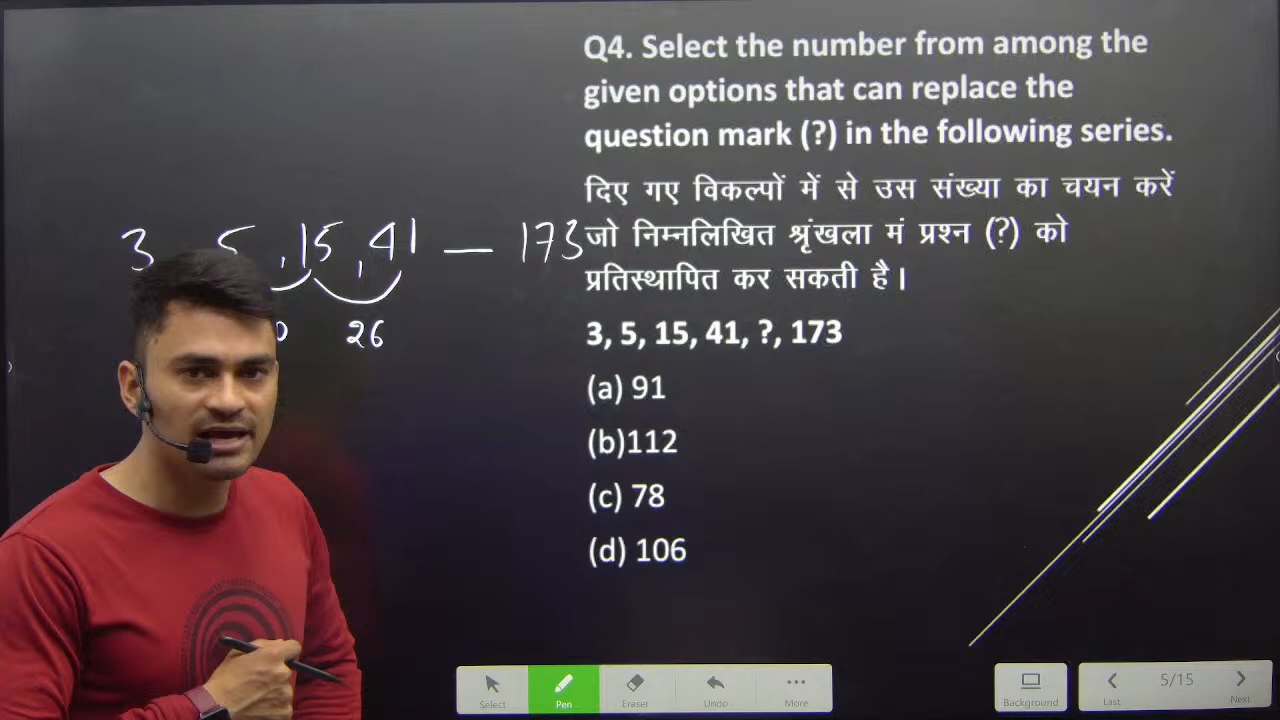 Q4. Select the number from among the
given options that can replace the
question mark (?) in the following series.
दिए गए विकल्पों में से उस संख्या का चयन करें
जो निम्नलिखित श्रृंखला मं प्रश्न (?) को
प्रतिस्थापित कर सकती है।
3, 5, 15, 41, ?, 173
(a) 91
(b)112
(c) 78
(d) 106
3 5 , 15 , 41 — 173
26
Select Pen Eraser Undo More
Background
5/15
Last Next